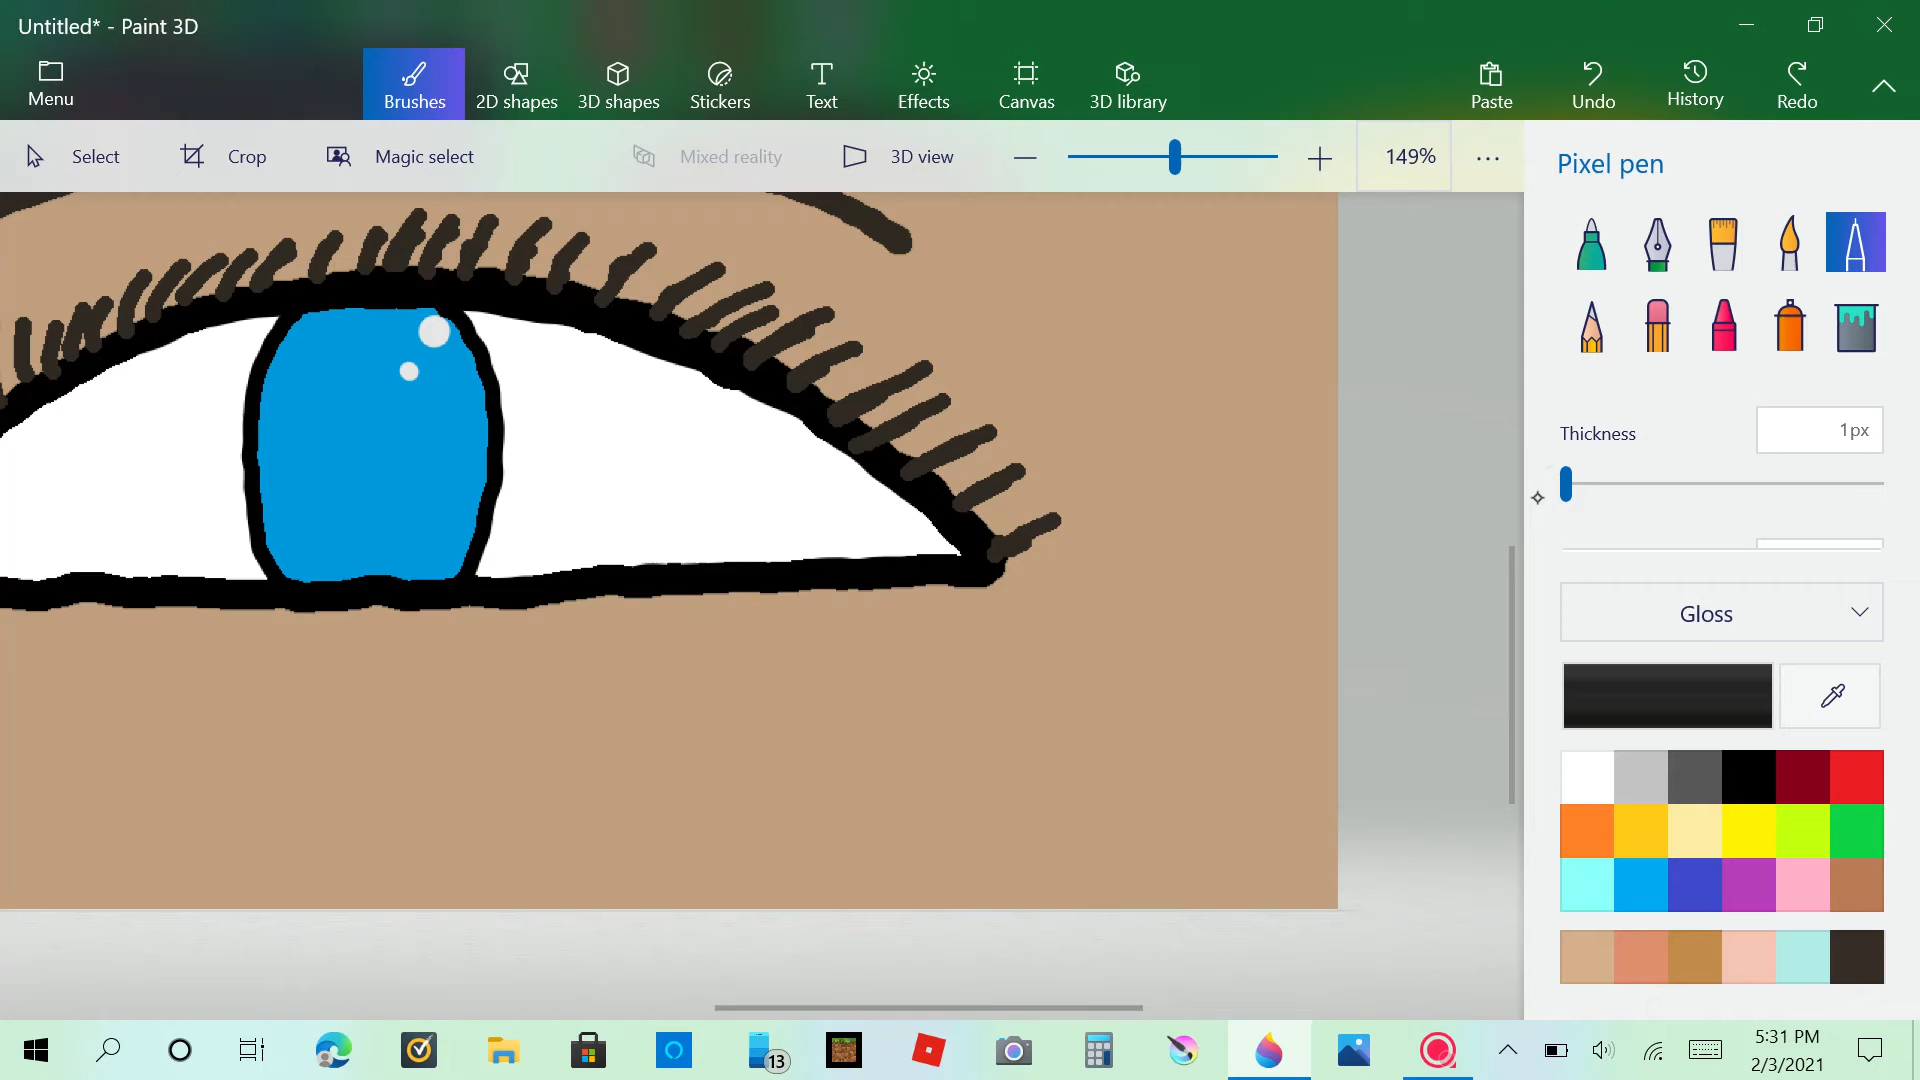 Untitled* - Paint 3D
Menu
Brushes
2D shapes
3D shapes
Stickers
Text
Effects
Canvas
3D library
Paste
Undo
History
Redo
Select
Crop
Magic select
Mixed reality
3D view
149%
Pixel pen
Thickness
1px
Gloss
13
5:31 PM
2/3/2021